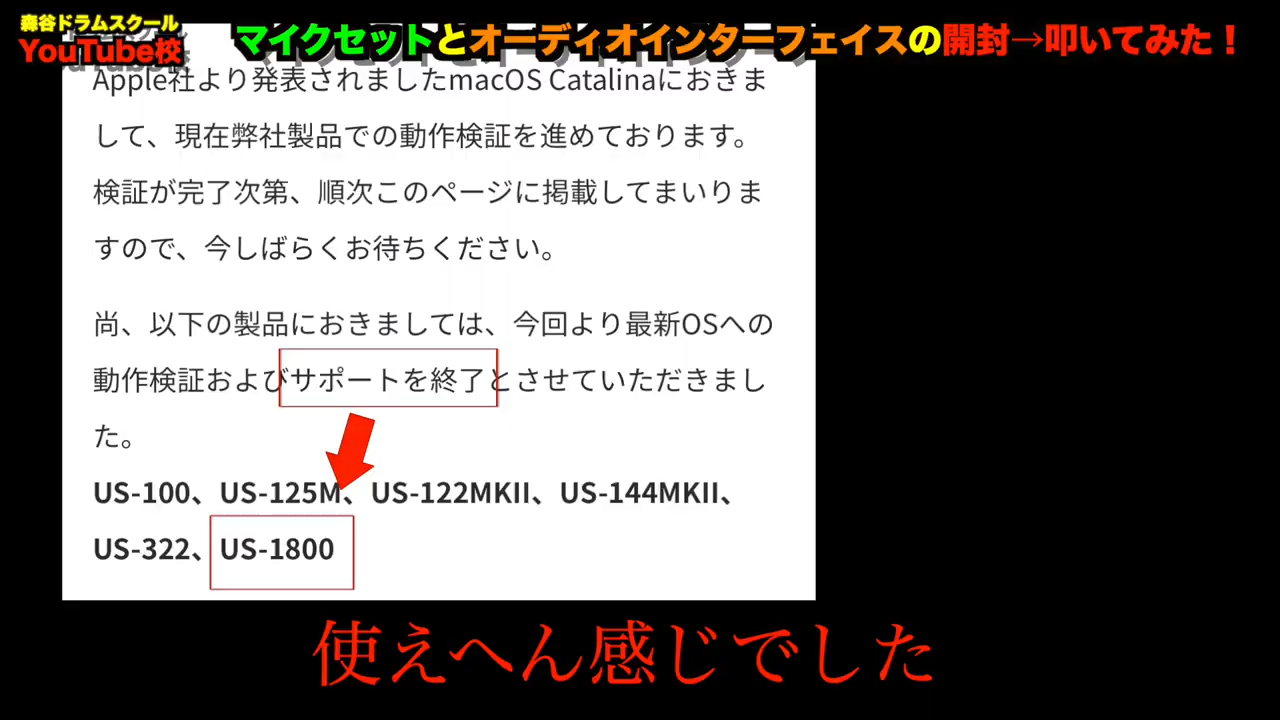 森谷ドラムスクール
YouTube校
マイクセットとオーディオインターフェイスの開封→叩いてみた！
Apple社より発表されましたmacOS Catalinaにおきま
して、現在弊社製品での動作検証を進めております。
検証が完了次第、順次このページに掲載してまいりま
すので、今しばらくお待ちください。
尚、以下の製品におきましては、今回より最新OSへの
動作検証およびサポートを終了とさせていただきまし
た。
US-100、US-125M、US-122MKII、US-144MKII、
US-322、US-1800
使えへん感じでした